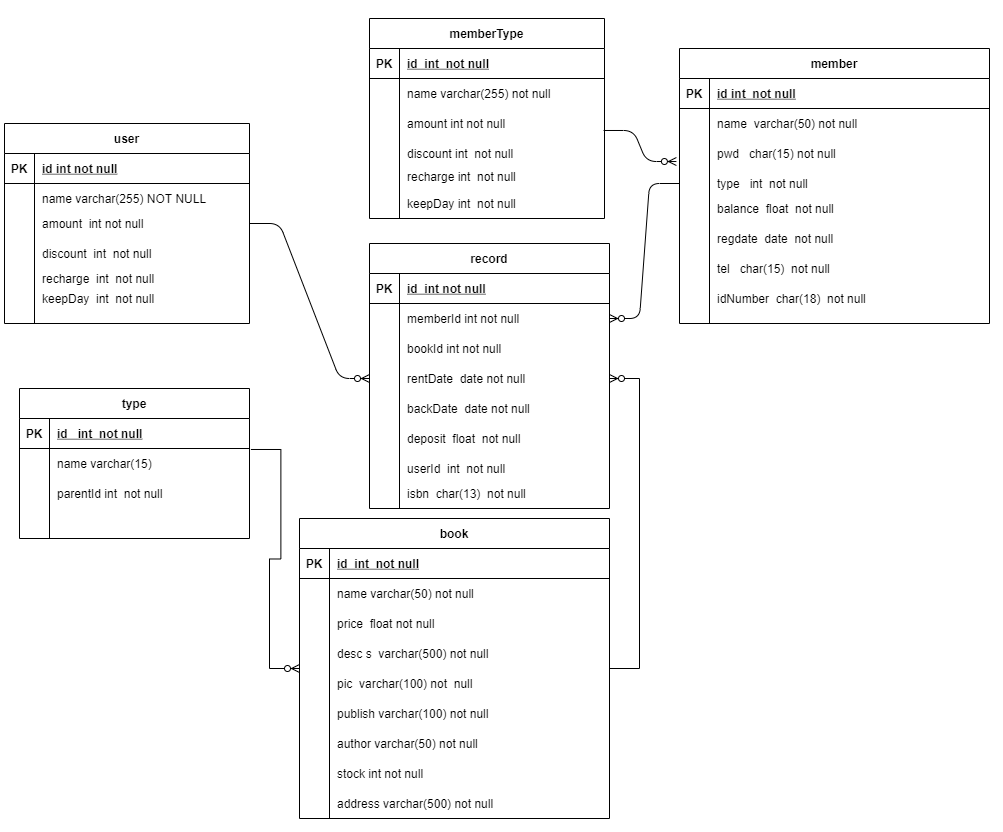 memberType
PK id int not null
name varchar(255) not null
amount int not null
discount int not null
recharge int not null
keepDay int not null
member
PK id int not null
name varchar(50) not null
pwd char(15) not null
type int not null
balance float not null
regdate date not null
tel char(15) not null
idNumber char(18) not null
user
PK id int not null
name varchar(255) NOT NULL
amount int not null
discount int not null
recharge int not null
keepDay int not null
record
PK id int not null
memberId int not null
bookId int not null
rentDate date not null
backDate date not null
deposit float not null
userId int not null
isbn char(13) not null
type
PK id int not null
name varchar(15)
parentId int not null
book
PK id int not null
name varchar(50) not null
price float not null
desc s varchar(500) not null
pic varchar(100) not null
publish varchar(100) not null
author varchar(50) not null
stock int not null
address varchar(500) not null